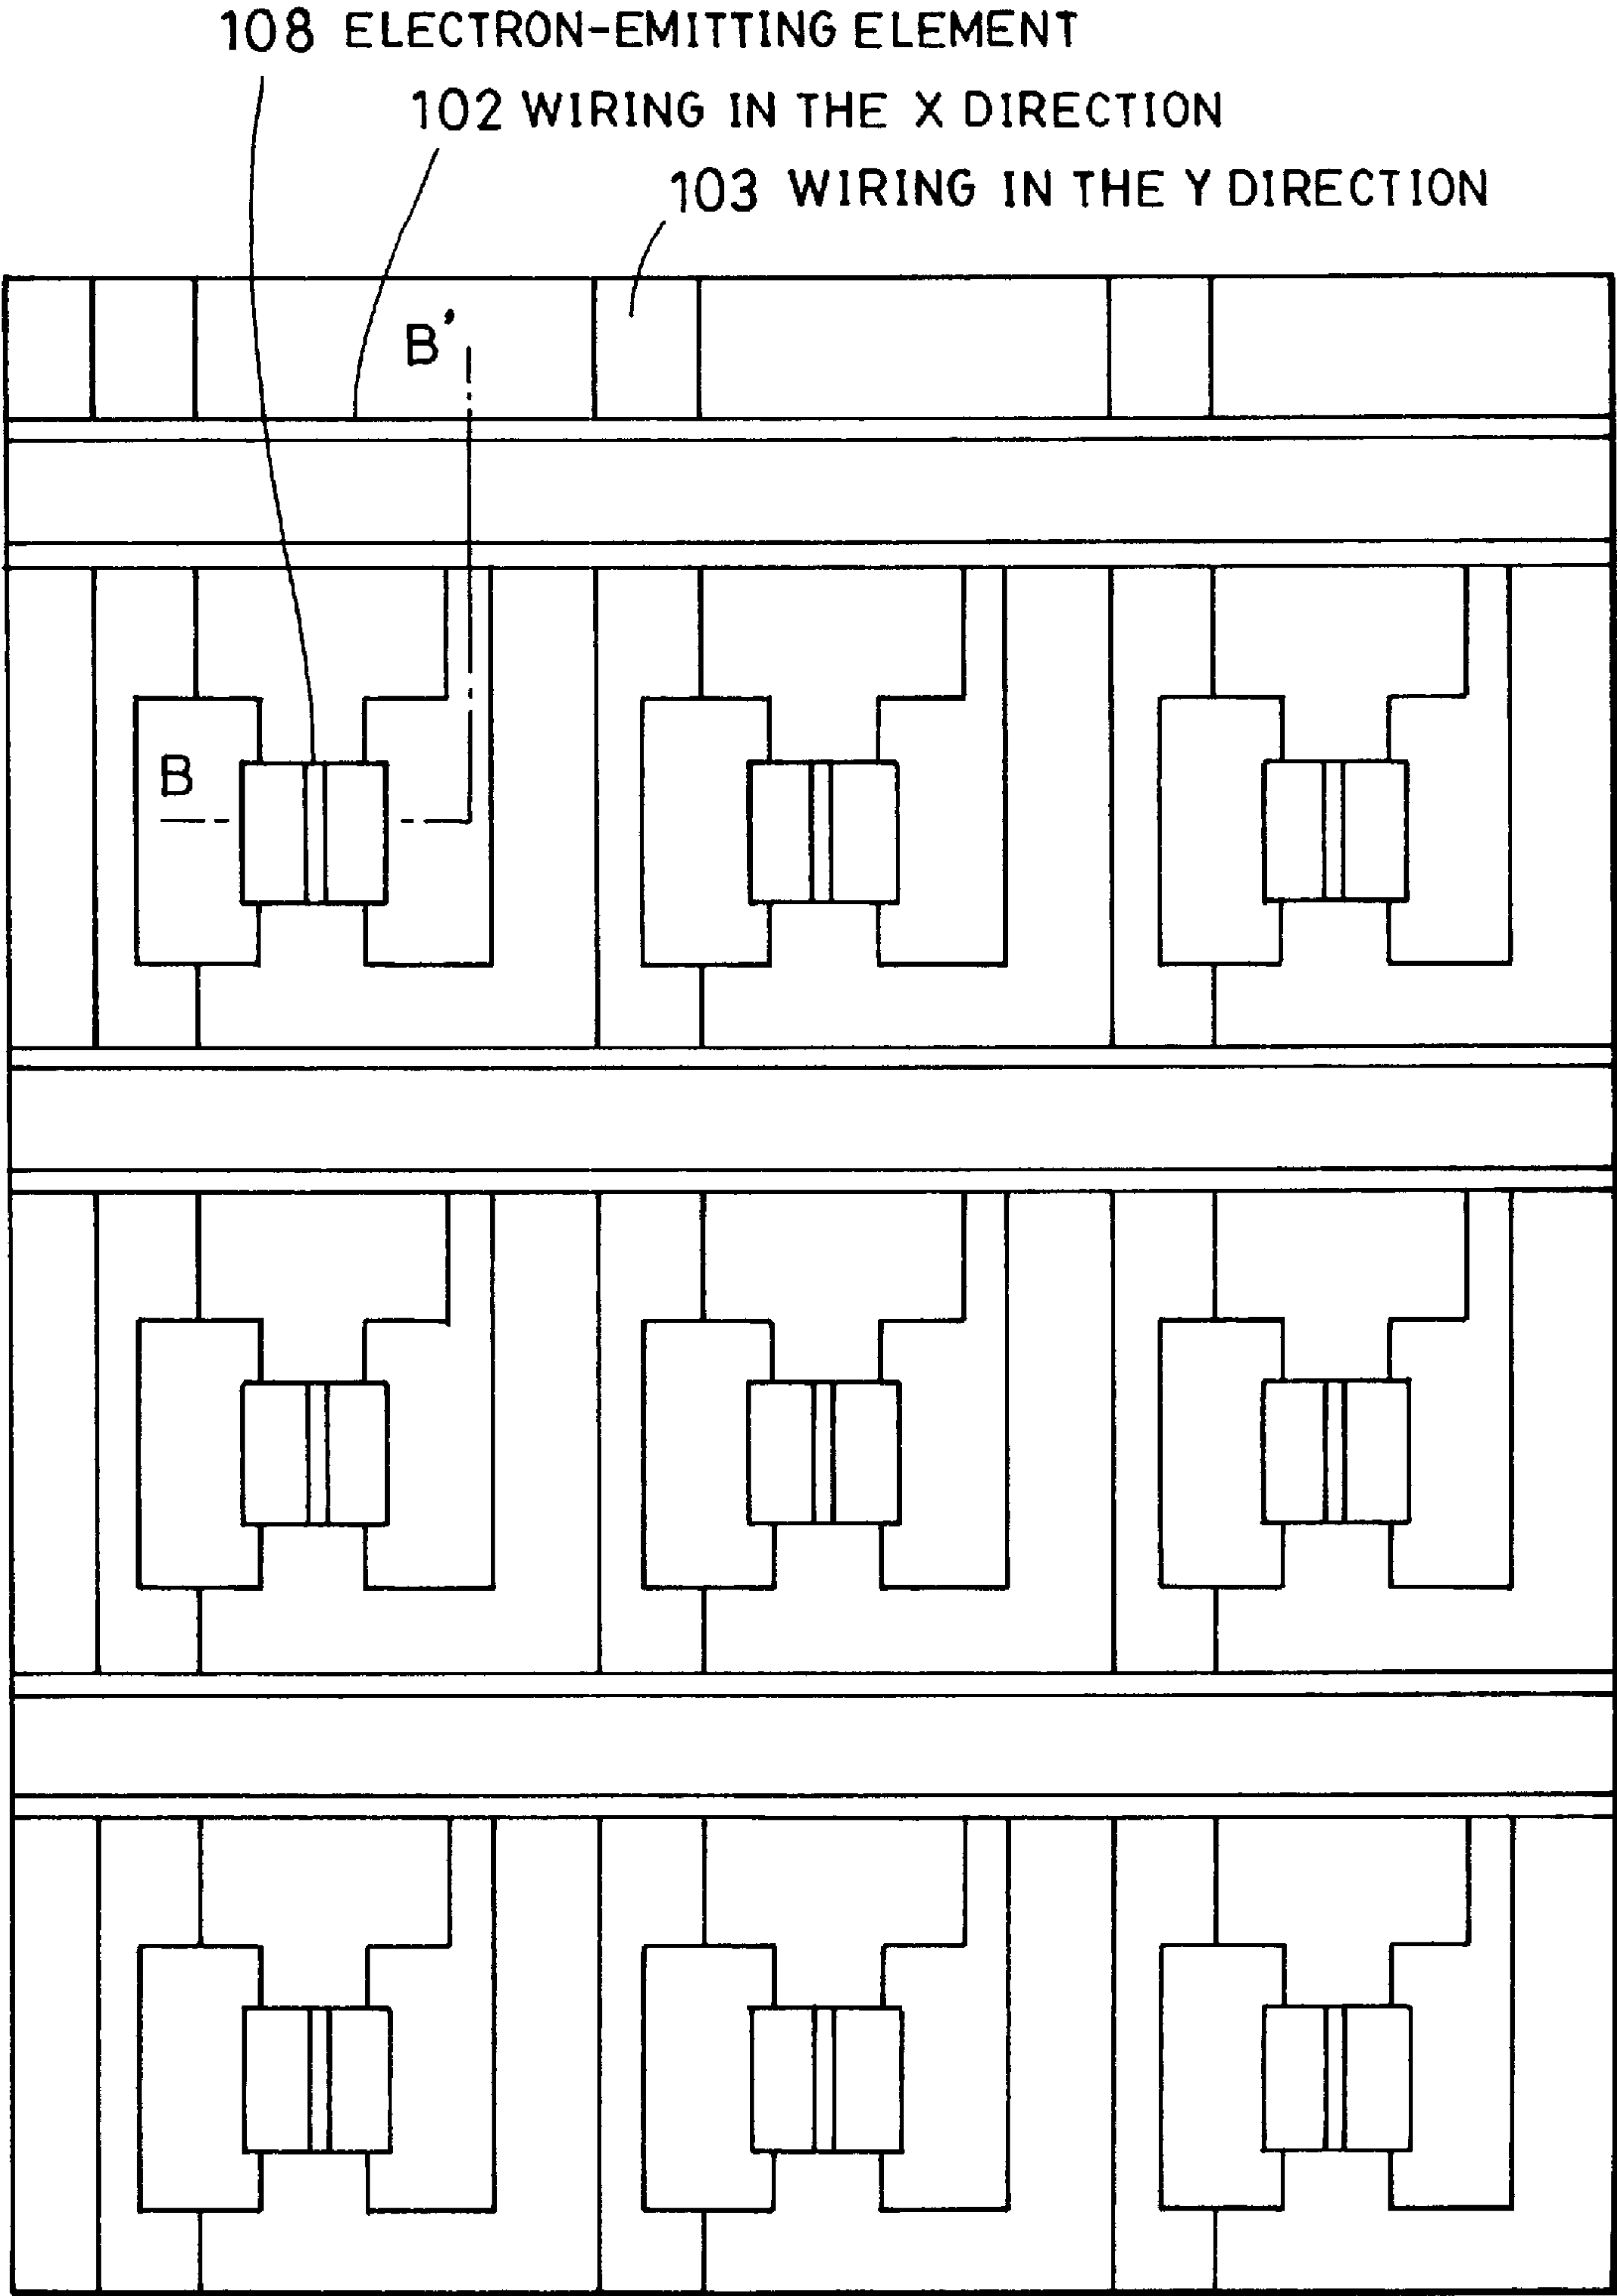 108 ELECTRON-EMITTING ELEMENT
102 WIRING IN THE X DIRECTION
103 WIRING IN THE Y DIRECTION
B'
B